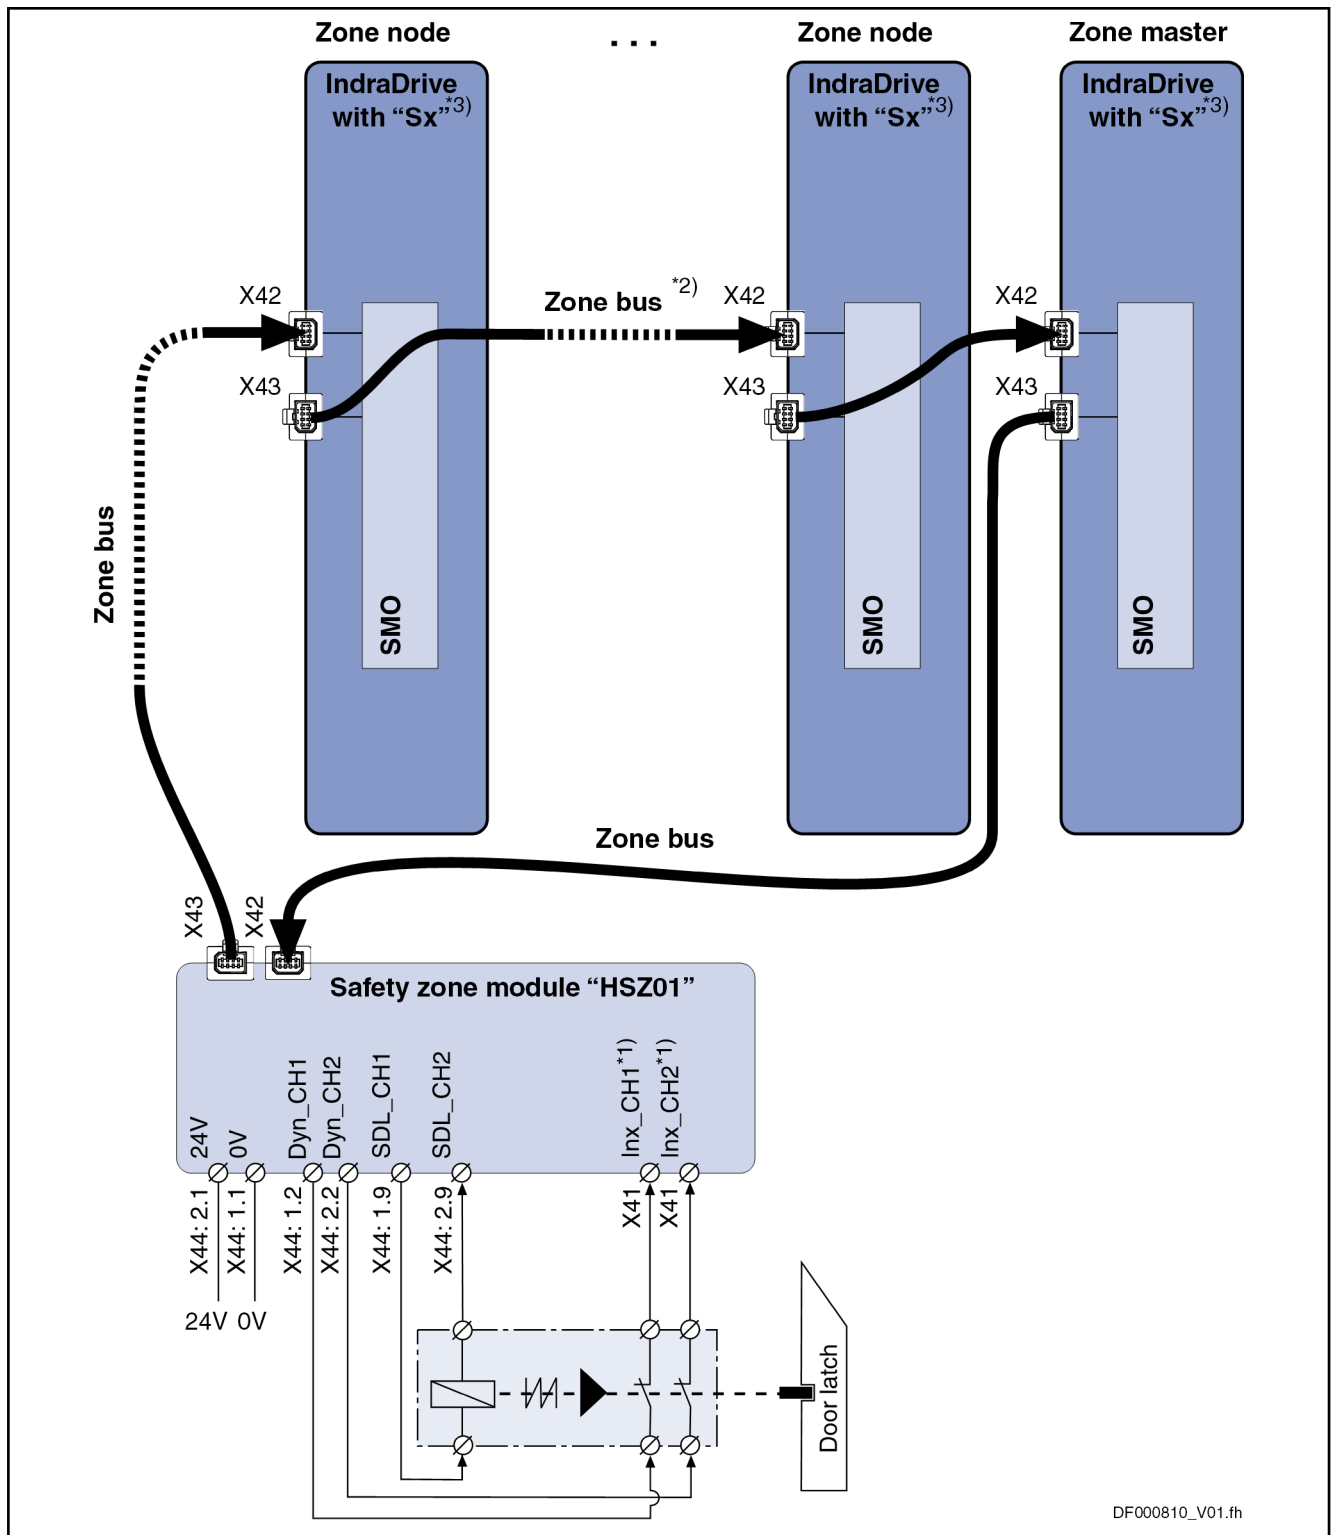 Zone node
. . .
Zone node
Zone master
IndraDrive
with “Sx”*3)
IndraDrive
with “Sx”*3)
IndraDrive
with “Sx”*3)
X42
Zone bus *2)
X42
X42
X43
X43
X43
Zone bus
SMO
SMO
SMO
Zone bus
X43
X42
Safety zone module “HSZ01”
24V
0V
Dyn_CH1
Dyn_CH2
SDL_CH1
SDL_CH2
Inx_CH1*1)
Inx_CH2*1)
X44: 2.1
X44: 1.1
X44: 1.2
X44: 2.2
X44: 1.9
X44: 2.9
X41
X41
24V
0V
Door latch
DF000810_V01.fh